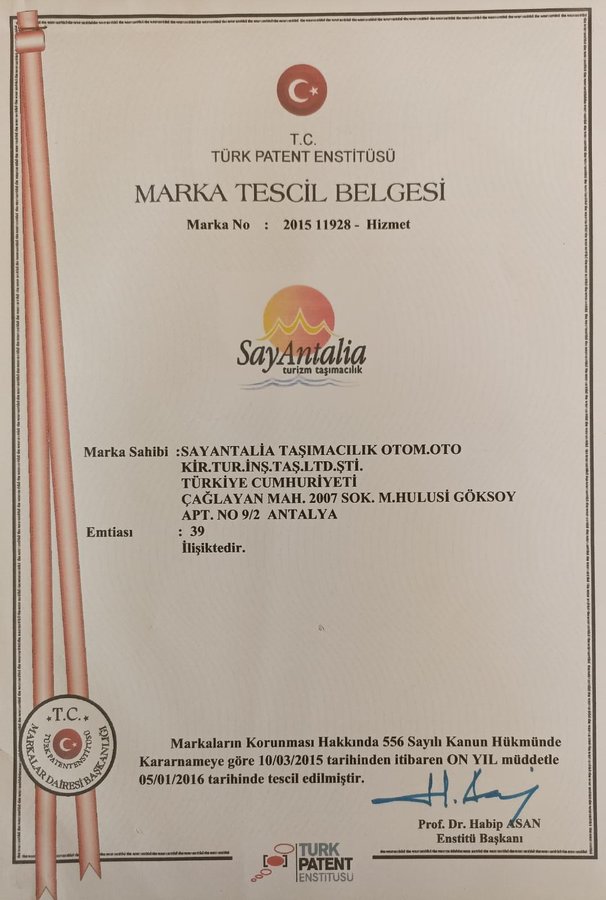 T.C.
TÜRK PATENT ENSTİTÜSÜ
MARKA TESCİL BELGESİ
Marka No : 2015 11928 - Hizmet
SayAntalia
turizm taşımacılık
Marka Sahibi :SAYANTALİA TAŞIMACILIK OTOM.OTO
KİR.TUR.İNŞ.TAŞ.LTD.ŞTİ.
TÜRKİYE CUMHURİYETİ
ÇAĞLAYAN MAH. 2007 SOK. M.HULUSİ GÖKSOY
APT. NO 9/2 ANTALYA
Emtiası : 39
İlişiktedir.
T.C.
TÜRK PATENT ENSTİTÜSÜ
MARKALAR DAİRESİ BAŞKANLIĞI
Markaların Korunması Hakkında 556 Sayılı Kanun Hükmünde
Kararnameye göre 10/03/2015 tarihinden itibaren ON YIL müddetle
05/01/2016 tarihinde tescil edilmiştir.
Prof. Dr. Habip ASAN
Enstitü Başkanı
TURK
PATENT
ENSTITUSU